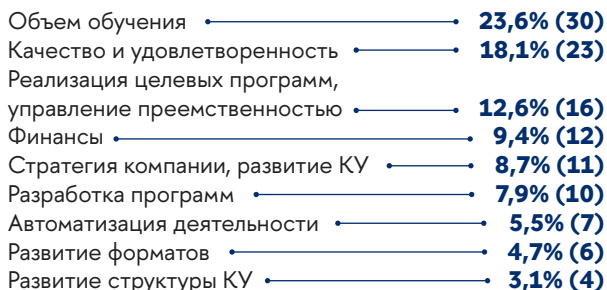 Объем обучения 23,6% (30)
Качество и удовлетворенность 18,1% (23)
Реализация целевых программ,
управление преемственностью 12,6% (16)
Финансы 9,4% (12)
Стратегия компании, развитие КУ 8,7% (11)
Разработка программ 7,9% (10)
Автоматизация деятельности 5,5% (7)
Развитие форматов 4,7% (6)
Развитие структуры КУ 3,1% (4)